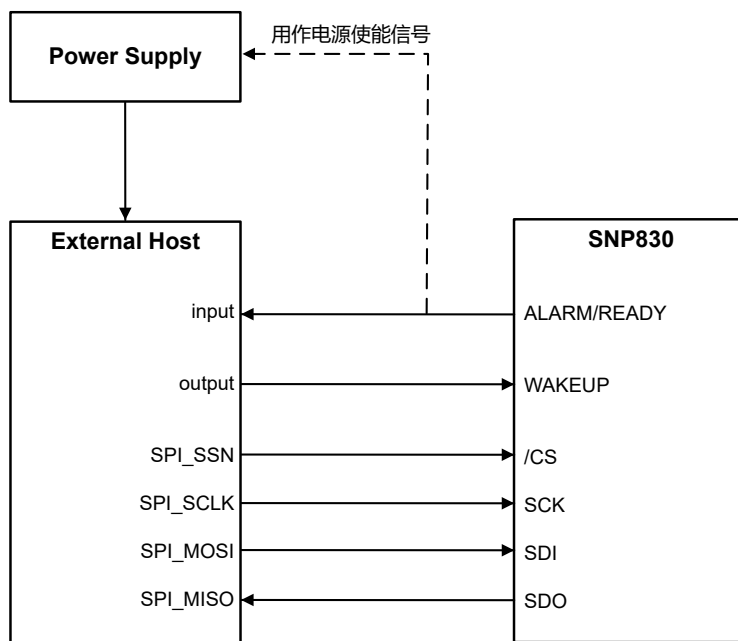 用作电源使能信号
Power Supply
External Host
SNP830
input
ALARM/READY
output
WAKEUP
SPI_SSN
/CS
SPI_SCLK
SCK
SPI_MOSI
SDI
SPI_MISO
SDO